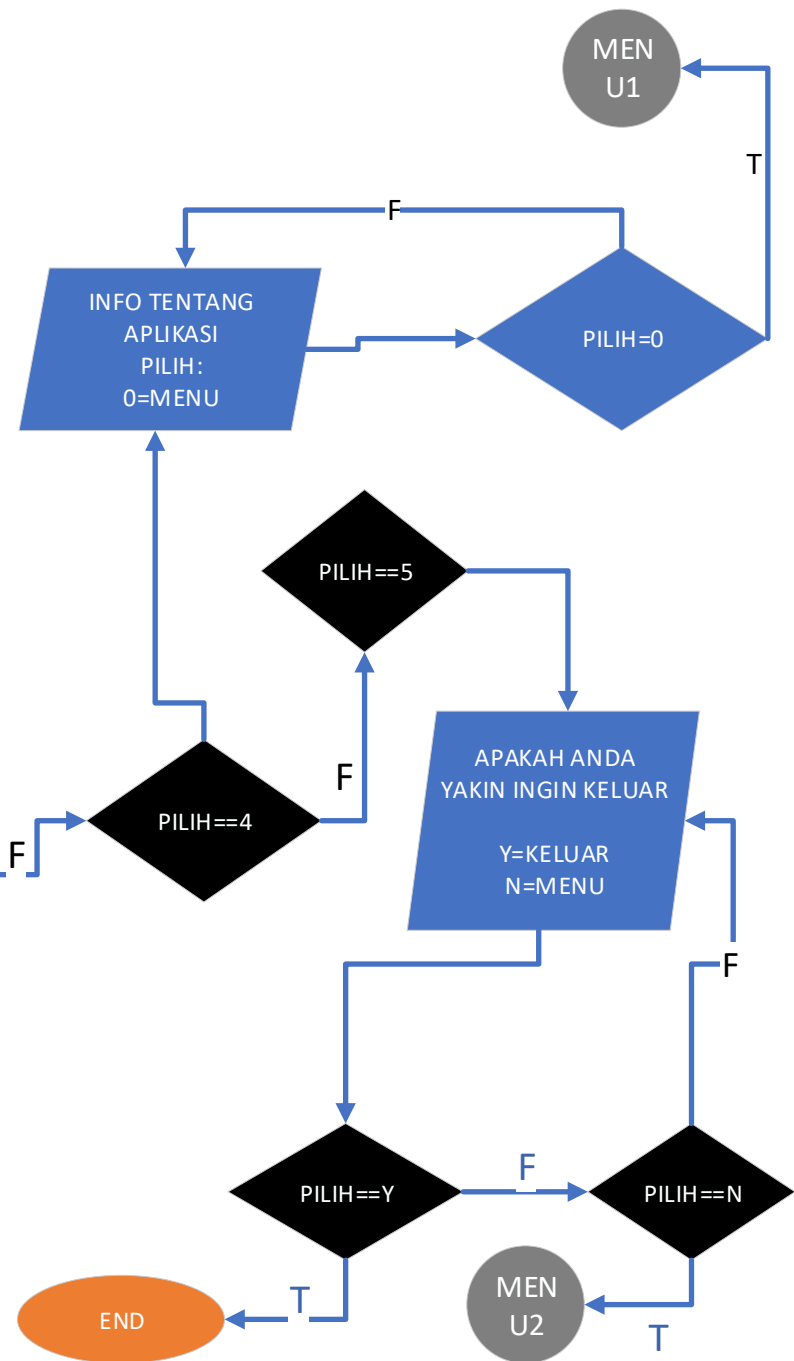 MEN
U1
T
F
INFO TENTANG
APLIKASI
PILIH:
0=MENU
PILIH=0
PILIH==5
F
PILIH==4
F
APAKAH ANDA
YAKIN INGIN KELUAR
Y=KELUAR
N=MENU
F
PILIH==Y
F
PILIH==N
T
END
MEN
U2
T